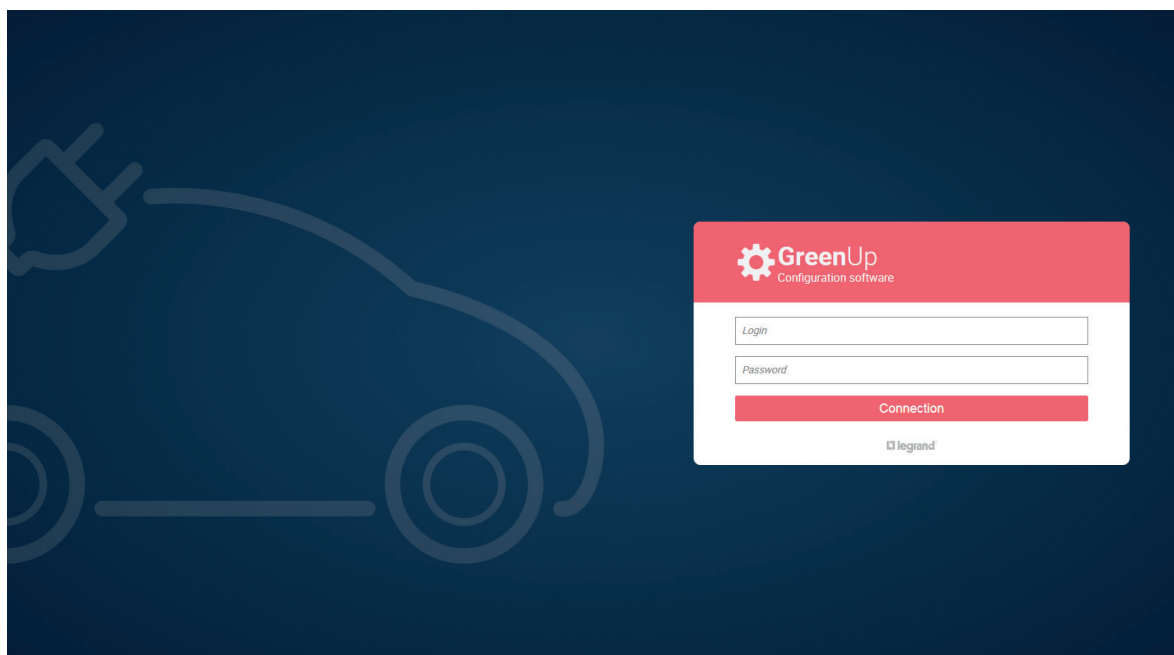 GreenUp
Configuration software
Login
Password
Connection
legrand